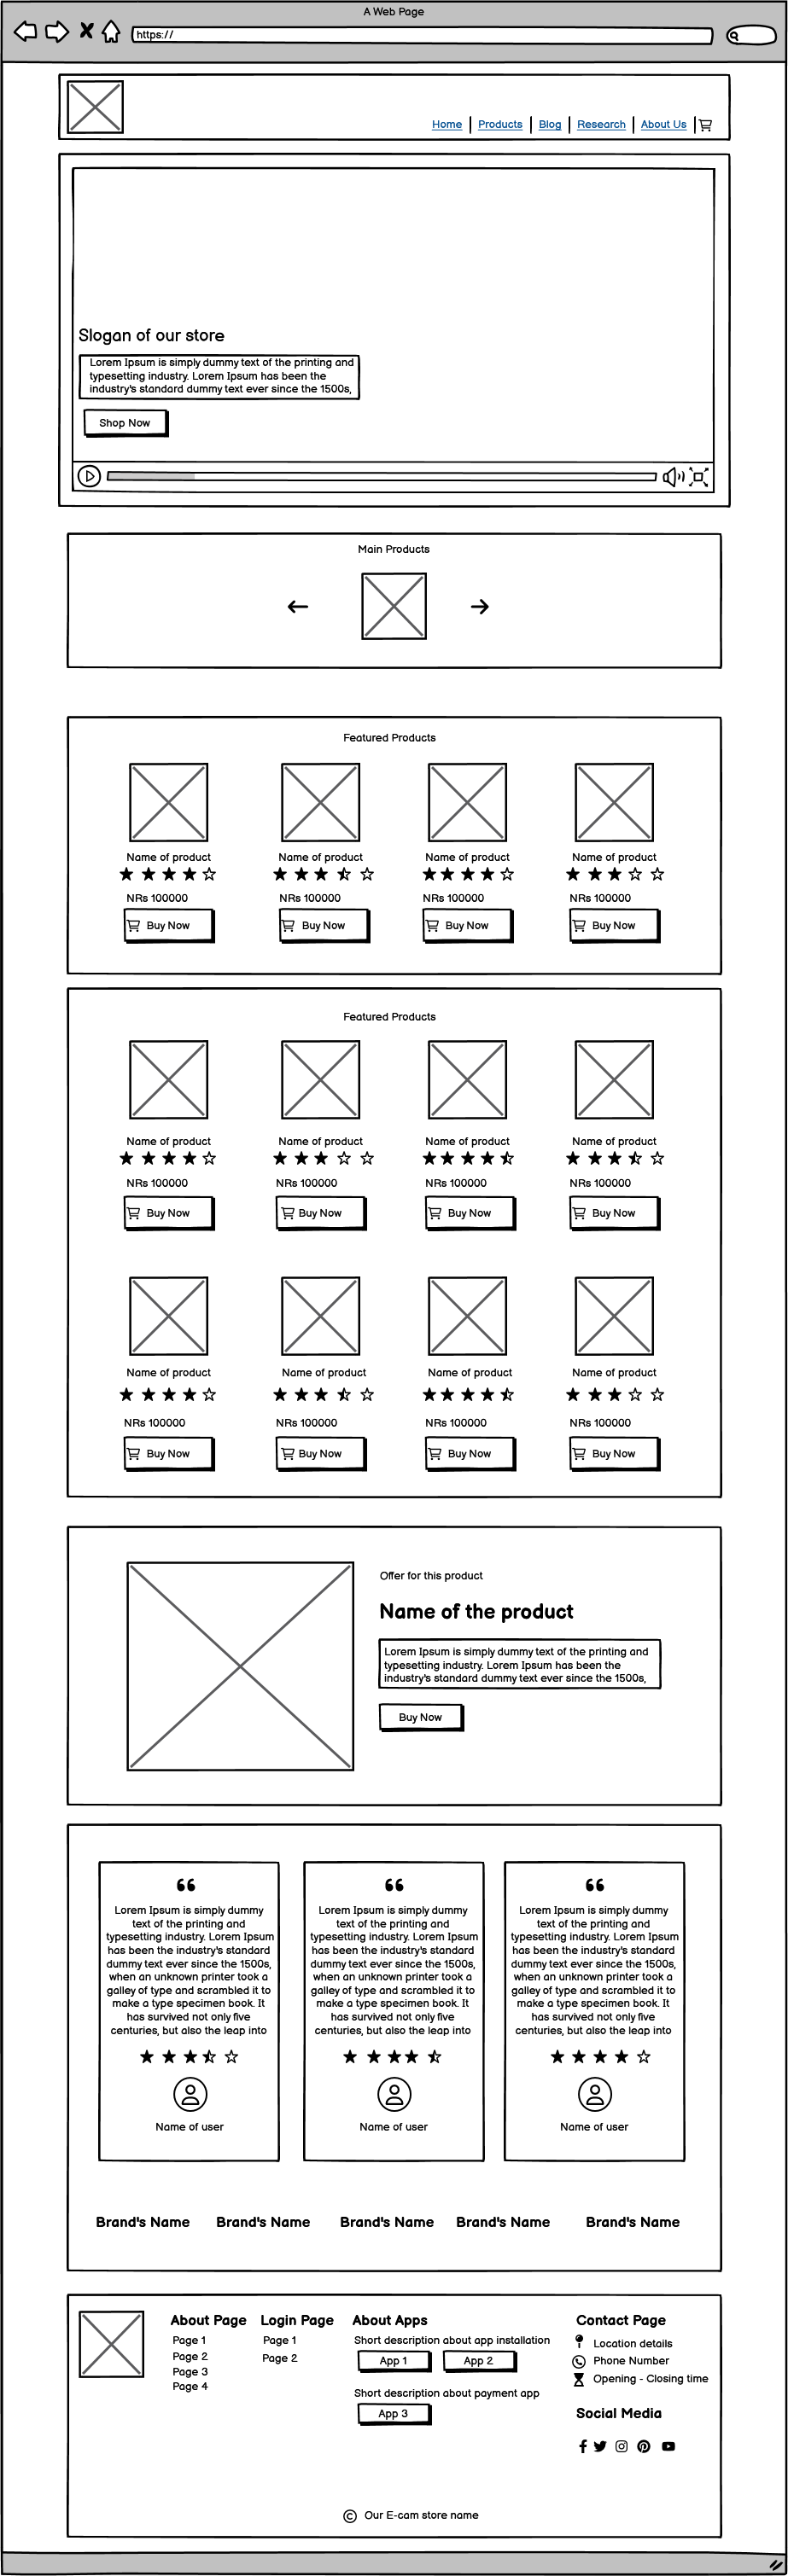 A Web Page
https://
Home Products Blog Research About Us
Slogan of our store
Lorem Ipsum is simply dummy text of the printing and
typesetting industry. Lorem Ipsum has been the
industry's standard dummy text ever since the 1500s,
Shop Now
Main Products
Featured Products
Name of product Name of product Name of product Name of product
NRs 100000 NRs 100000 NRs 100000 NRs 100000
Buy Now Buy Now Buy Now Buy Now
Featured Products
Name of product Name of product Name of product Name of product
NRs 100000 NRs 100000 NRs 100000 NRs 100000
Buy Now Buy Now Buy Now Buy Now
Name of product Name of product Name of product Name of product
NRs 100000 NRs 100000 NRs 100000 NRs 100000
Buy Now Buy Now Buy Now Buy Now
Offer for this product
Name of the product
Lorem Ipsum is simply dummy text of the printing and
typesetting industry. Lorem Ipsum has been the
industry's standard dummy text ever since the 1500s,
Buy Now
Lorem Ipsum is simply dummy
text of the printing and
typesetting industry. Lorem Ipsum
has been the industry's standard
dummy text ever since the 1500s,
when an unknown printer took a
galley of type and scrambled it to
make a type specimen book. It
has survived not only five
centuries, but also the leap into
Name of user
Lorem Ipsum is simply dummy
text of the printing and
typesetting industry. Lorem Ipsum
has been the industry's standard
dummy text ever since the 1500s,
when an unknown printer took a
galley of type and scrambled it to
make a type specimen book. It
has survived not only five
centuries, but also the leap into
Name of user
Lorem Ipsum is simply dummy
text of the printing and
typesetting industry. Lorem Ipsum
has been the industry's standard
dummy text ever since the 1500s,
when an unknown printer took a
galley of type and scrambled it to
make a type specimen book. It
has survived not only five
centuries, but also the leap into
Name of user
Brand's Name Brand's Name Brand's Name Brand's Name Brand's Name
About Page
Page 1
Page 2
Page 3
Page 4
Login Page
Page 1
Page 2
About Apps
Short description about app installation
App 1 App 2
Short description about payment app
App 3
Contact Page
Location details
Phone Number
Opening - Closing time
Social Media
© Our E-cam store name